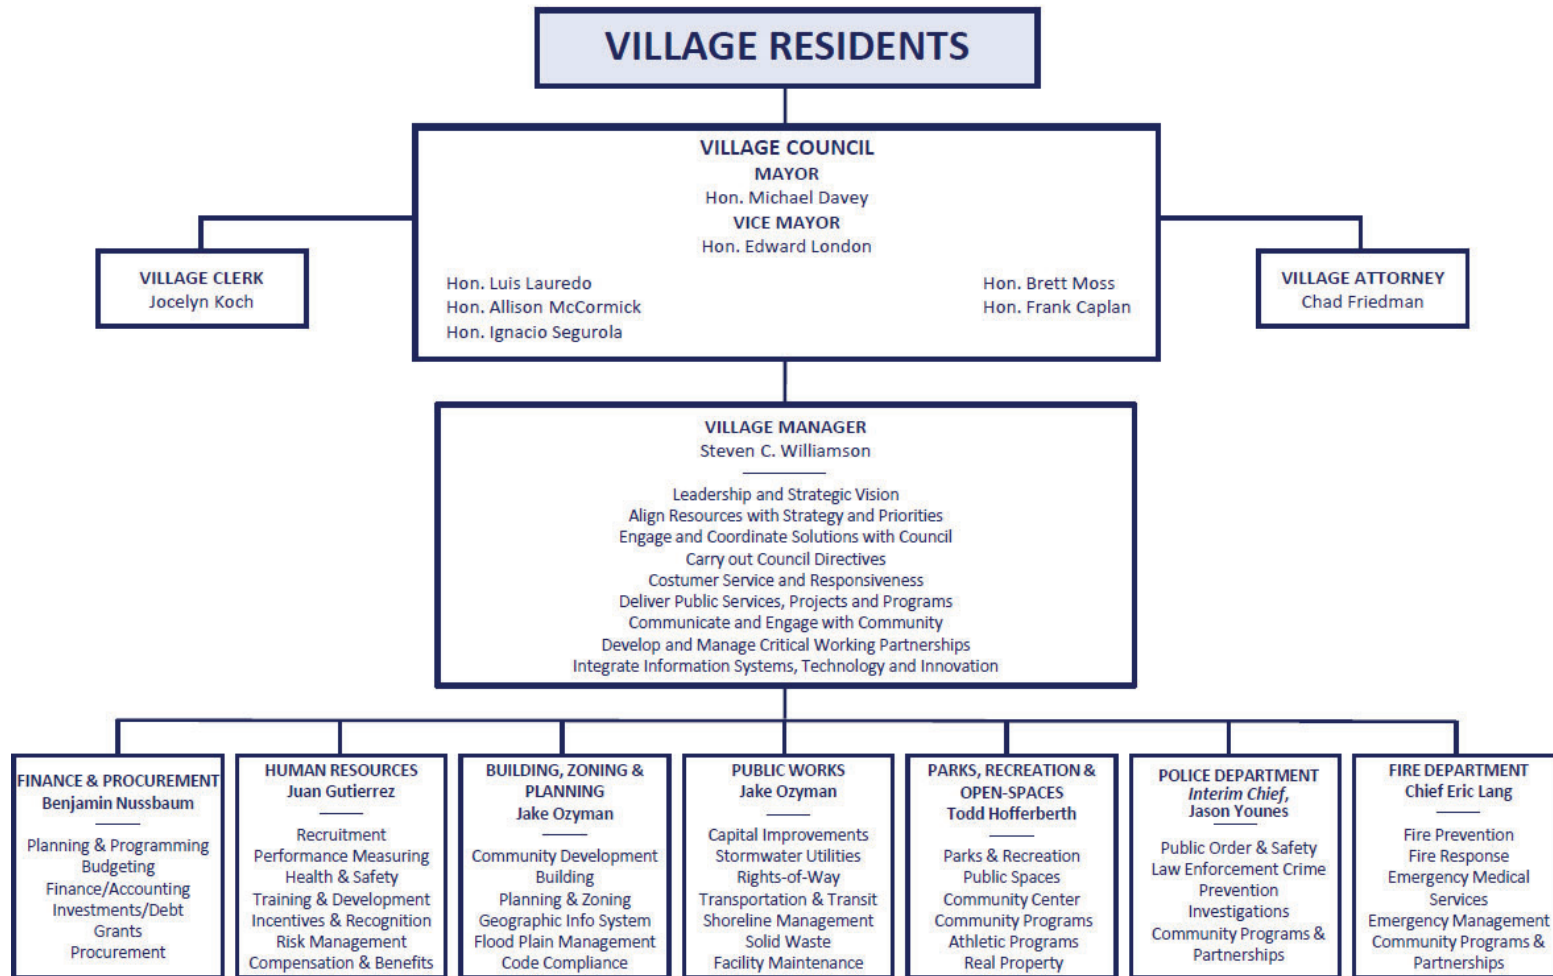 VILLAGE RESIDENTS
VILLAGE COUNCIL
MAYOR
Hon. Michael Davey
VICE MAYOR
Hon. Edward London
Hon. Luis Lauredo
Hon. Allison McCormick
Hon. Ignacio Segurola
Hon. Brett Moss
Hon. Frank Caplan
VILLAGE CLERK
Jocelyn Koch
VILLAGE ATTORNEY
Chad Friedman
VILLAGE MANAGER
Steven C. Williamson
Leadership and Strategic Vision
Align Resources with Strategy and Priorities
Engage and Coordinate Solutions with Council
Carry out Council Directives
Costumer Service and Responsiveness
Deliver Public Services, Projects and Programs
Communicate and Engage with Community
Develop and Manage Critical Working Partnerships
Integrate Information Systems, Technology and Innovation
FINANCE & PROCUREMENT
Benjamin Nussbaum
Planning & Programming
Budgeting
Finance/Accounting
Investments/Debt
Grants
Procurement
HUMAN RESOURCES
Juan Gutierrez
Recruitment
Performance Measuring
Health & Safety
Training & Development
Incentives & Recognition
Risk Management
Compensation & Benefits
BUILDING, ZONING &
PLANNING
Jake Ozyman
Community Development
Building
Planning & Zoning
Geographic Info System
Flood Plain Management
Code Compliance
PUBLIC WORKS
Jake Ozyman
Capital Improvements
Stormwater Utilities
Rights-of-Way
Transportation & Transit
Shoreline Management
Solid Waste
Facility Maintenance
PARKS, RECREATION &
OPEN-SPACES
Todd Hofferberth
Parks & Recreation
Public Spaces
Community Center
Community Programs
Athletic Programs
Real Property
POLICE DEPARTMENT
Interim Chief,
Jason Younes
Public Order & Safety
Law Enforcement Crime
Prevention
Investigations
Community Programs &
Partnerships
FIRE DEPARTMENT
Chief Eric Lang
Fire Prevention
Fire Response
Emergency Medical
Services
Emergency Management
Community Programs &
Partnerships